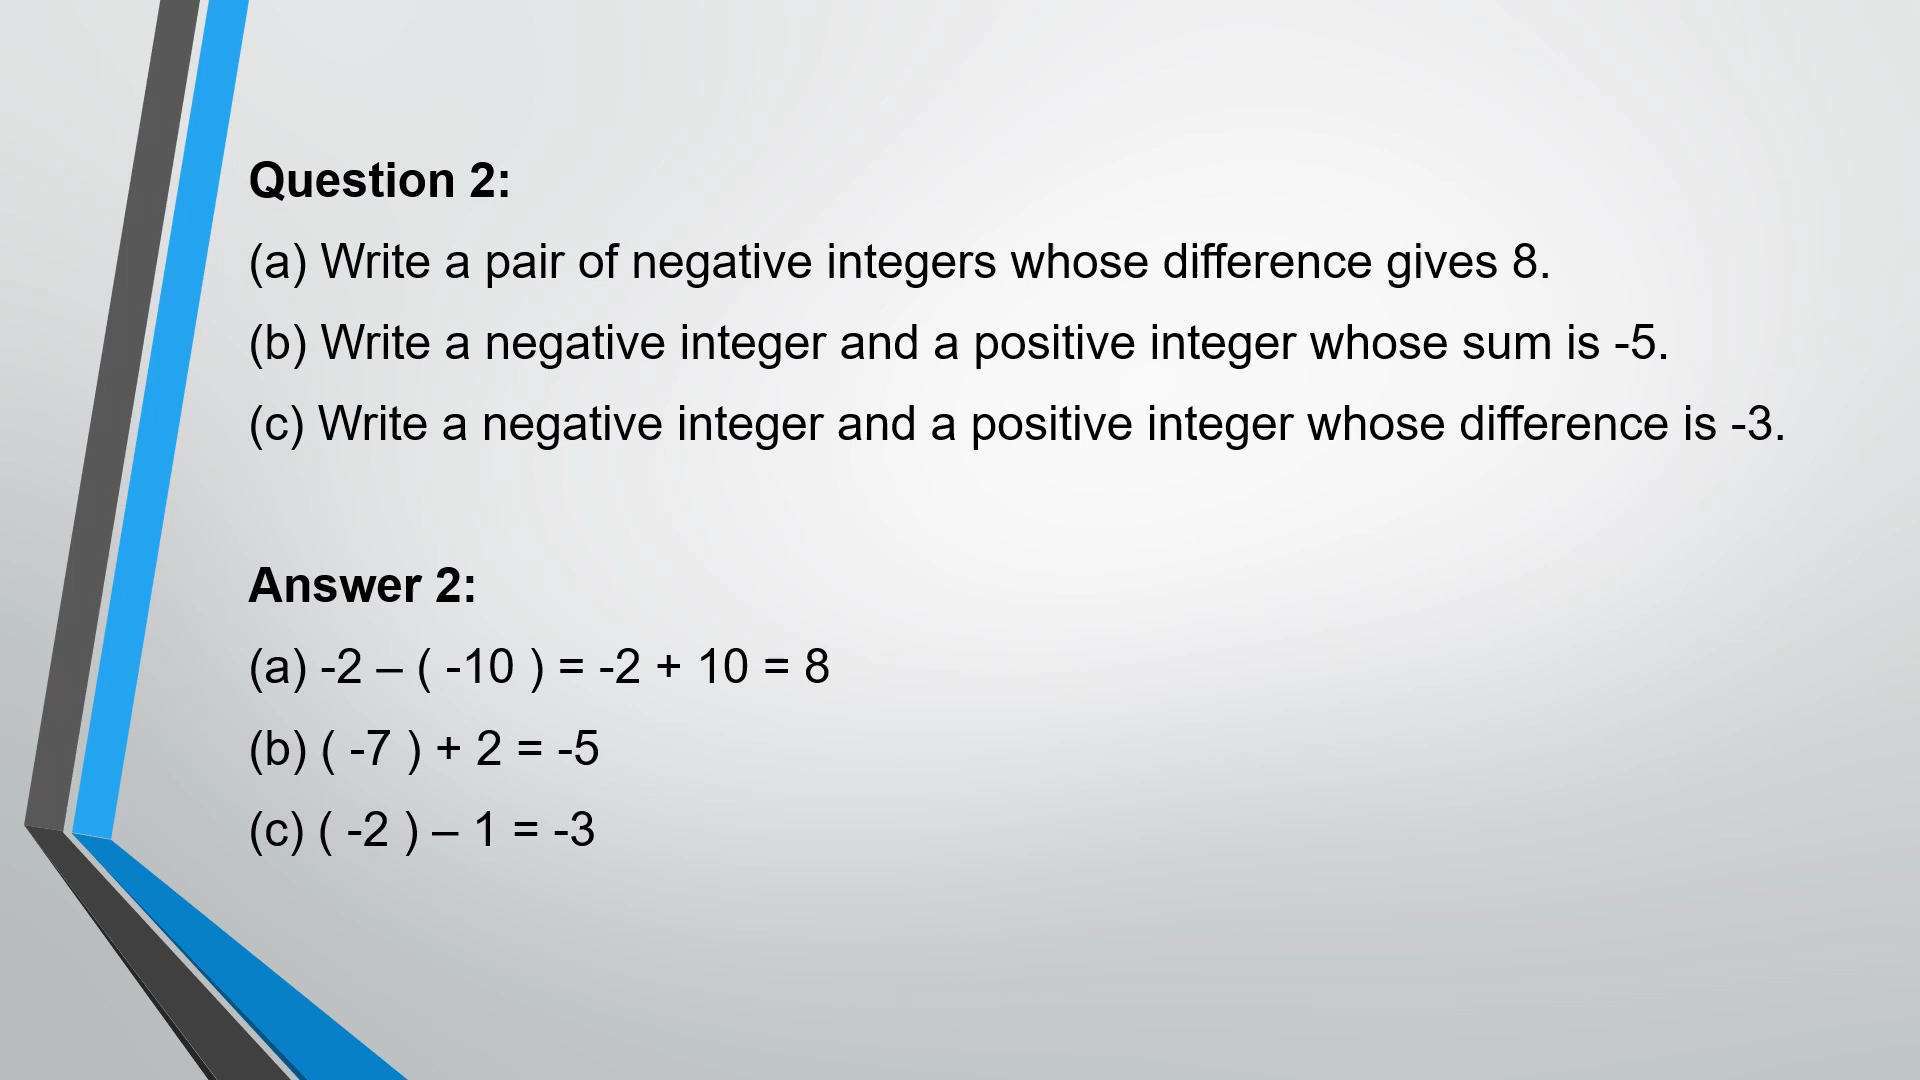 Question 2:
(a) Write a pair of negative integers whose difference gives 8.
(b) Write a negative integer and a positive integer whose sum is -5.
(c) Write a negative integer and a positive integer whose difference is -3.
Answer 2:
(a) -2 – ( -10 ) = -2 + 10 = 8
(b) ( -7 ) + 2 = -5
(c) ( -2 ) – 1 = -3